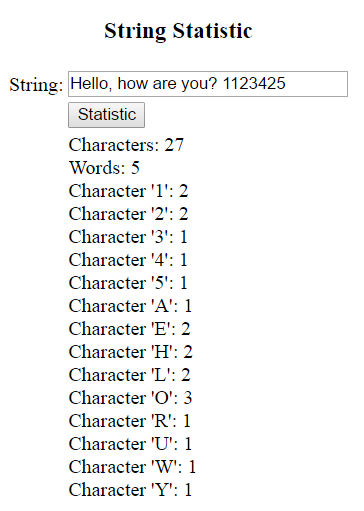 String Statistic
String: Hello, how are you? 1123425
Statistic
Characters: 27
Words: 5
Character '1': 2
Character '2': 2
Character '3': 1
Character '4': 1
Character '5': 1
Character 'A': 1
Character 'E': 2
Character 'H': 2
Character 'L': 2
Character 'O': 3
Character 'R': 1
Character 'U': 1
Character 'W': 1
Character 'Y': 1